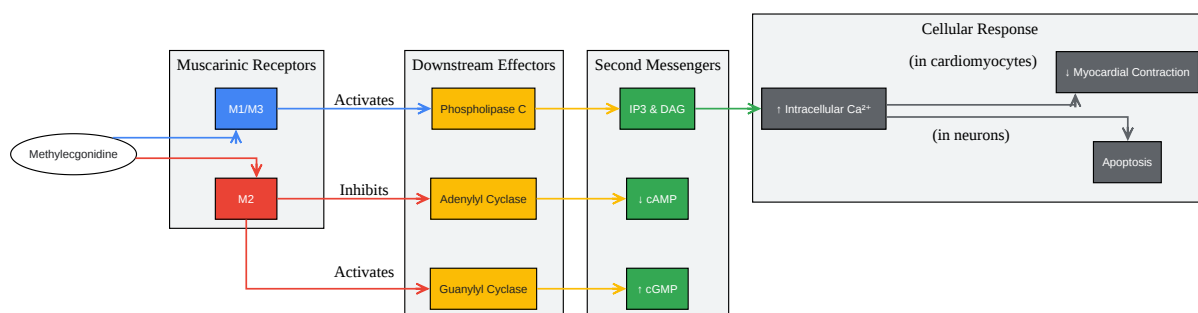 Cellular Response
Muscarinic Receptors
Downstream Effectors
Second Messengers
(in cardiomyocytes)
↓ Myocardial Contraction
M1/M3
Activates
Phospholipase C
IP3 & DAG
↑ Intracellular Ca²⁺
(in neurons)
Methylecgonidine
Apoptosis
M2
Inhibits
Adenylyl Cyclase
↓ cAMP
Activates
Guanylyl Cyclase
↑ cGMP